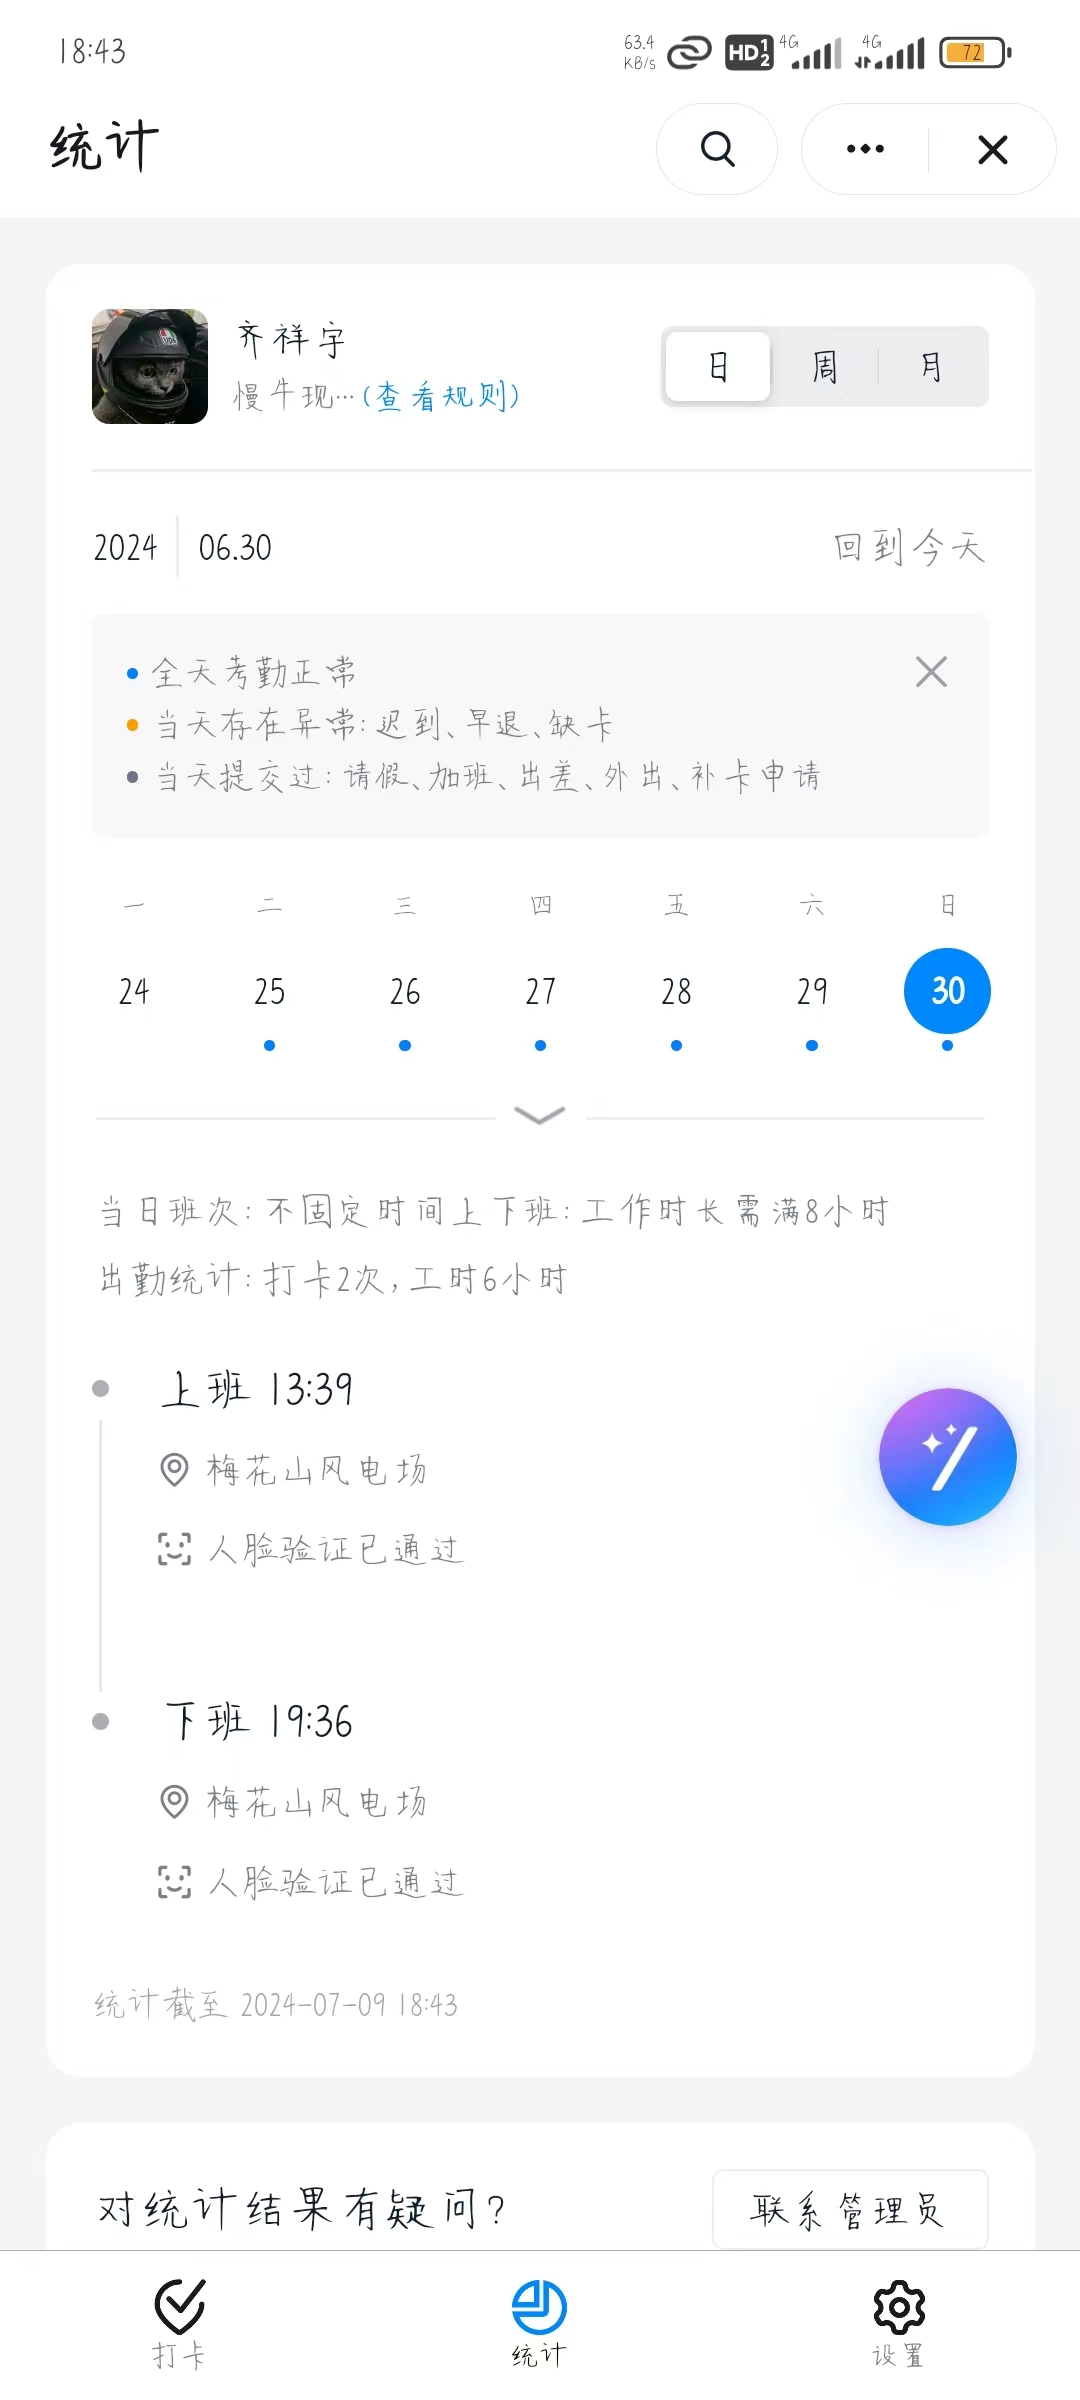 18:43
63.4 KB/s HD 1 2 4G 4G 72
统计
齐祥宇
慢牛现…(查看规则)
日 周 月
2024 06.30 回到今天
全天考勤正常
当天存在异常:迟到、早退、缺卡
当天提交过:请假、加班、出差、外出、补卡申请
一 二 三 四 五 六 日
24 25 26 27 28 29 30
当日班次:不固定时间上下班:工作时长需满8小时
出勤统计:打卡2次,工时6小时
上班 13:39
梅花山风电场
人脸验证已通过
下班 19:36
梅花山风电场
人脸验证已通过
统计截至 2024-07-09 18:43
对统计结果有疑问?
联系管理员
打卡 统计 设置